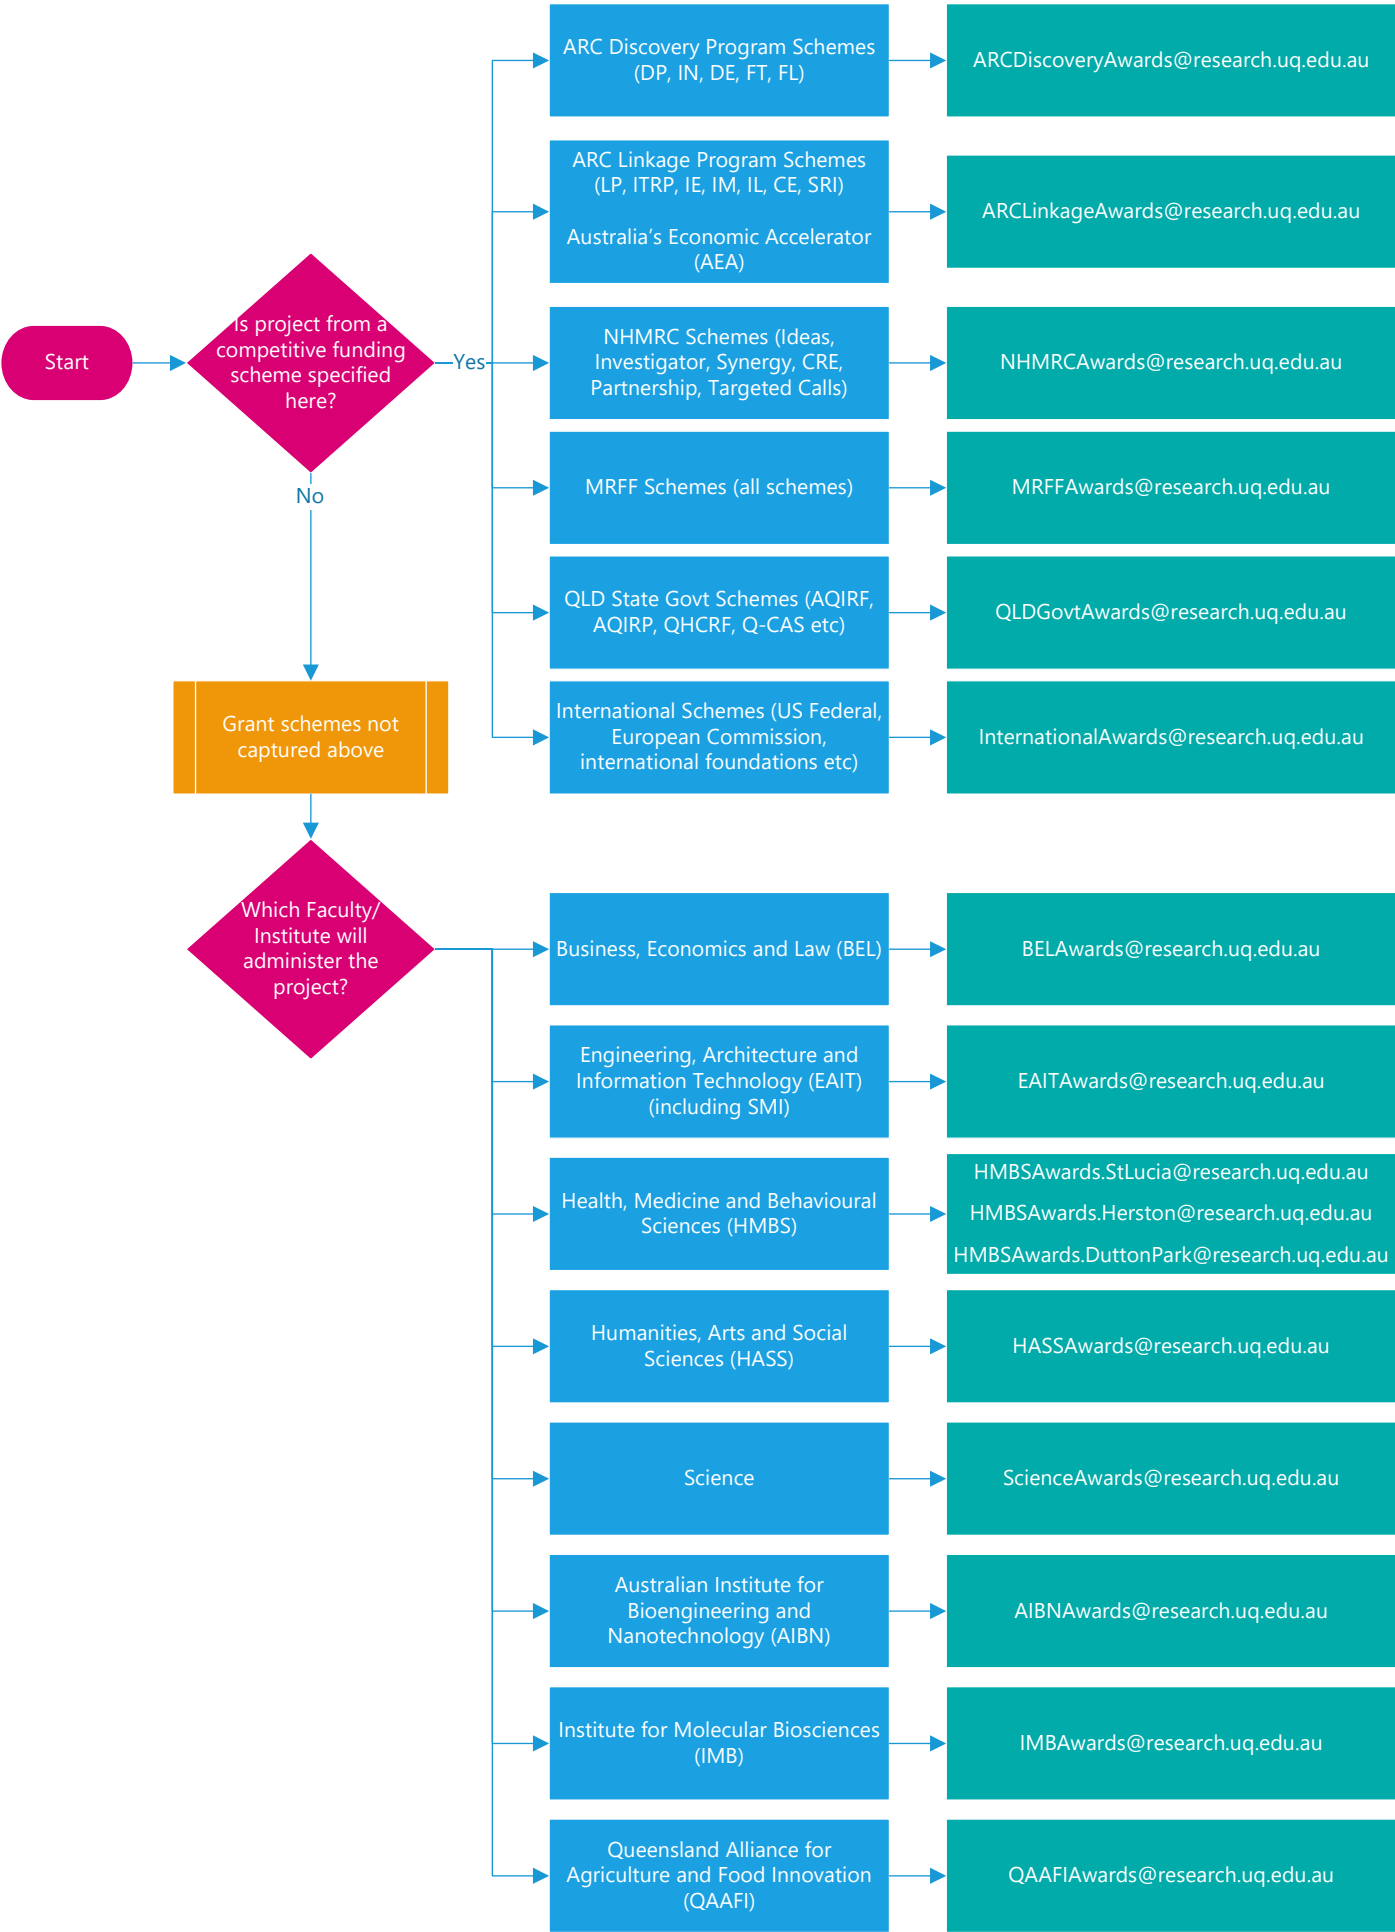 Start
Is project from a
competitive funding
scheme specified
here?
Yes
No
ARC Discovery Program Schemes
(DP, IN, DE, FT, FL)
ARCDiscoveryAwards@research.uq.edu.au
ARC Linkage Program Schemes
(LP, ITRP, IE, IM, IL, CE, SRI)
Australia's Economic Accelerator
(AEA)
ARCLinkageAwards@research.uq.edu.au
NHMRC Schemes (Ideas,
Investigator, Synergy, CRE,
Partnership, Targeted Calls)
NHMRCAwards@research.uq.edu.au
MRFF Schemes (all schemes)
MRFFAwards@research.uq.edu.au
QLD State Govt Schemes (AQIRF,
AQIRP, QHCRF, Q-CAS etc)
QLDGovtAwards@research.uq.edu.au
International Schemes (US Federal,
European Commission,
international foundations etc)
InternationalAwards@research.uq.edu.au
Grant schemes not
captured above
Which Faculty/
Institute will
administer the
project?
Business, Economics and Law (BEL)
BELAwards@research.uq.edu.au
Engineering, Architecture and
Information Technology (EAIT)
(including SMI)
EAITAwards@research.uq.edu.au
Health, Medicine and Behavioural
Sciences (HMBS)
HMBSAwards.StLucia@research.uq.edu.au
HMBSAwards.Herston@research.uq.edu.au
HMBSAwards.DuttonPark@research.uq.edu.au
Humanities, Arts and Social
Sciences (HASS)
HASSAwards@research.uq.edu.au
Science
ScienceAwards@research.uq.edu.au
Australian Institute for
Bioengineering and
Nanotechnology (AIBN)
AIBNAwards@research.uq.edu.au
Institute for Molecular Biosciences
(IMB)
IMBAwards@research.uq.edu.au
Queensland Alliance for
Agriculture and Food Innovation
(QAAFI)
QAAFIAwards@research.uq.edu.au